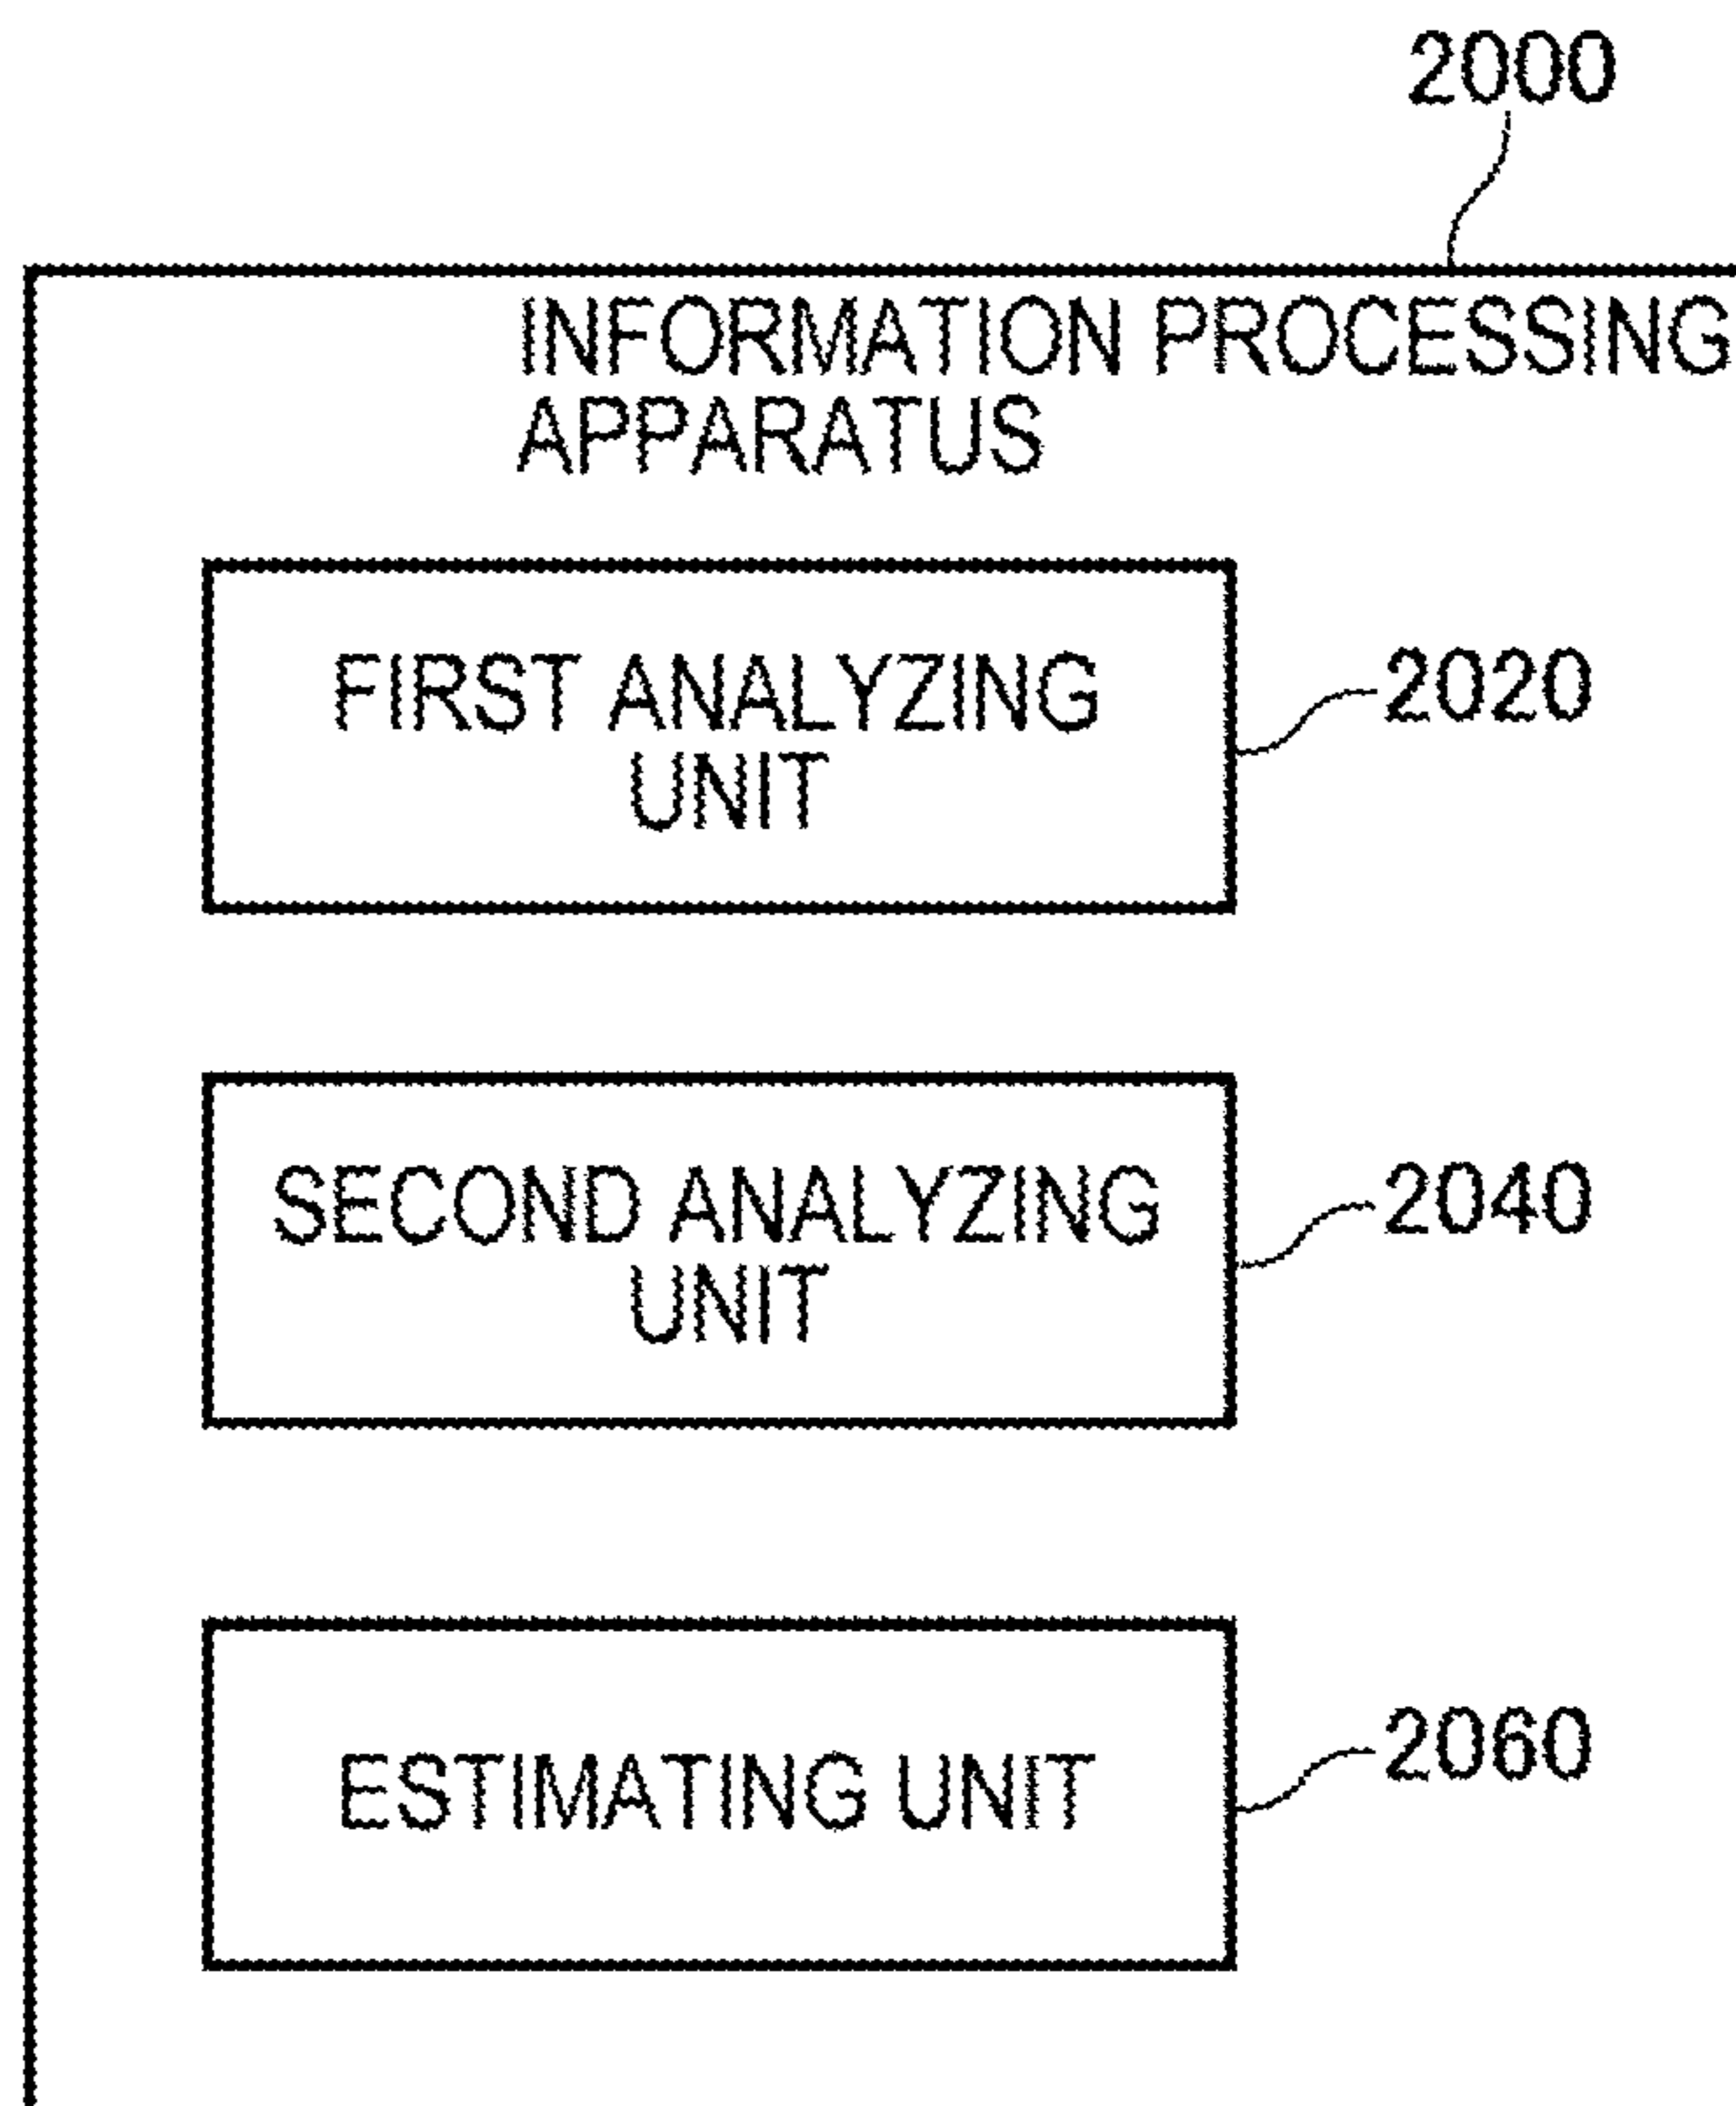 2000
INFORMATION PROCESSING
APPARATUS
FIRST ANALYZING
UNIT
2020
SECOND ANALYZING
UNIT
2040
ESTIMATING UNIT
2060